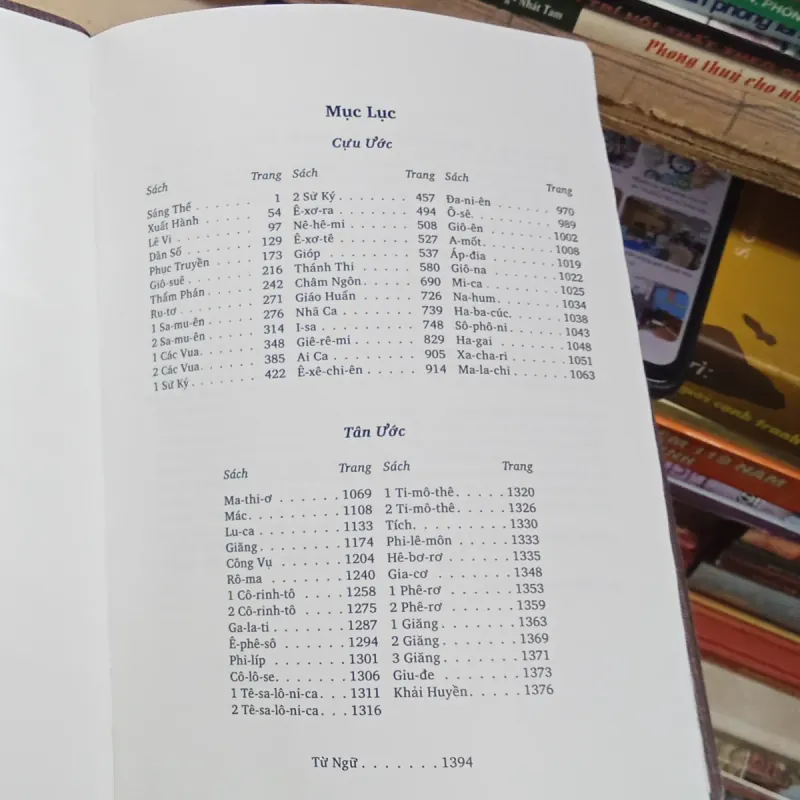 Mục Lục
Cựu Ước
Sách Trang
Sáng Thế . . . . . . 1
Xuất Hành . . . . . 54
Lê Vi . . . . . . . . 97
Dân Số . . . . . . . 129
Phục Truyền . . . . 173
Giô-suê . . . . . . . 216
Thẩm Phán . . . . . 242
Ru-tơ . . . . . . . . 271
1 Sa-mu-ên . . . . . 276
2 Sa-mu-ên . . . . . 314
1 Các Vua. . . . . . 348
2 Các Vua. . . . . . 385
1 Sử Ký . . . . . . . 422
Sách Trang
2 Sử Ký . . . . . . . 457
Ê-xơ-ra . . . . . . . 494
Nê-hê-mi . . . . . . 508
Ê-xơ-tê . . . . . . . 527
Gióp . . . . . . . . 537
Thánh Thi . . . . . 580
Châm Ngôn . . . . . 690
Giáo Huấn . . . . . 726
Nhã Ca . . . . . . . 739
I-sa . . . . . . . . . 748
Giê-rê-mi . . . . . . 829
Ai Ca . . . . . . . . 905
Ê-xê-chi-ên . . . . . 914
Sách Trang
Đa-ni-ên . . . . . . 970
Ô-sê. . . . . . . . . 989
Giô-ên . . . . . . . 1002
A-mốt . . . . . . . 1008
Áp-đia . . . . . . . 1019
Giô-na . . . . . . . 1022
Mi-ca . . . . . . . . 1025
Na-hum . . . . . . 1034
Ha-ba-cúc. . . . . . 1038
Sô-phô-ni . . . . . 1043
Ha-gai . . . . . . . 1048
Xa-cha-ri . . . . . . 1051
Ma-la-chi . . . . . . 1063
Tân Ước
Sách Trang
Ma-thi-ơ . . . . . . 1069
Mác. . . . . . . . . 1108
Lu-ca . . . . . . . . 1133
Giăng. . . . . . . . 1174
Công Vụ . . . . . . 1204
Rô-ma . . . . . . . 1240
1 Cô-rinh-tô . . . . 1258
2 Cô-rinh-tô . . . . 1275
Ga-la-ti . . . . . . . 1287
Ê-phê-sô . . . . . . 1294
Phi-líp . . . . . . . 1301
Cô-lô-se. . . . . . . 1306
1 Tê-sa-lô-ni-ca. . . 1311
2 Tê-sa-lô-ni-ca. . . 1316
Sách Trang
1 Ti-mô-thê. . . . . 1320
2 Ti-mô-thê. . . . . 1326
Tích. . . . . . . . . 1330
Phi-lê-môn . . . . . 1333
Hê-bơ-rơ . . . . . . 1335
Gia-cơ . . . . . . . 1348
1 Phê-rơ . . . . . . 1353
2 Phê-rơ . . . . . . 1359
1 Giăng . . . . . . . 1363
2 Giăng . . . . . . . 1369
3 Giăng . . . . . . . 1371
Giu-đe . . . . . . . 1373
Khải Huyền. . . . . 1376
Từ Ngữ . . . . . . . 1394
Nhất Tam
Phong thuỷ cho nh
119 NAM